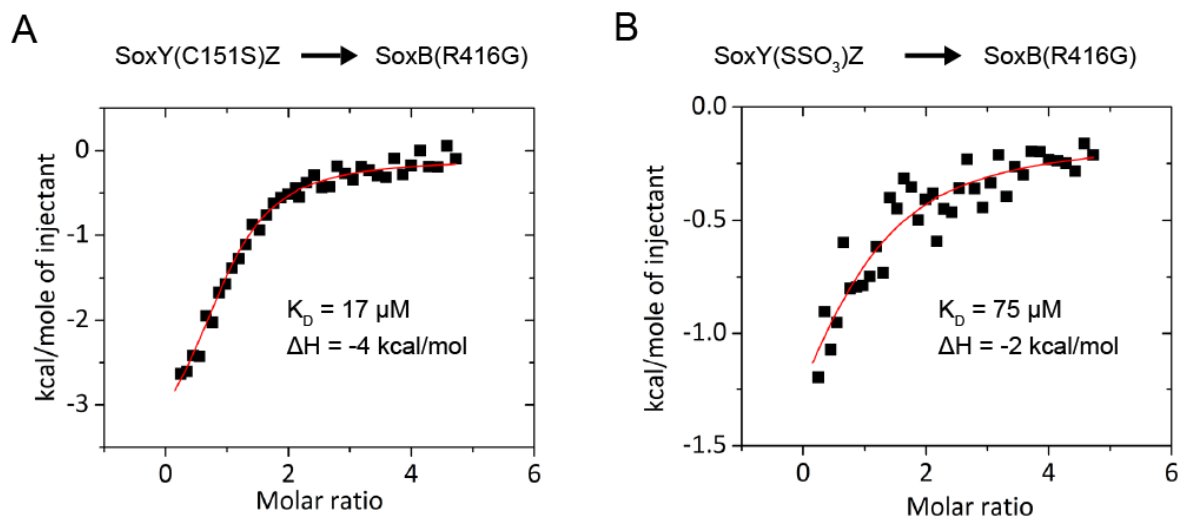 A
SoxY(C151S)Z → SoxB(R416G)
kcal/mole of injectant
0
-1
-2
-3
K_D = 17 µM
ΔH = -4 kcal/mol
0 2 4 6
Molar ratio
B
SoxY(SSO₃)Z → SoxB(R416G)
kcal/mole of injectant
0.0
-0.5
-1.0
-1.5
K_D = 75 µM
ΔH = -2 kcal/mol
0 2 4 6
Molar ratio